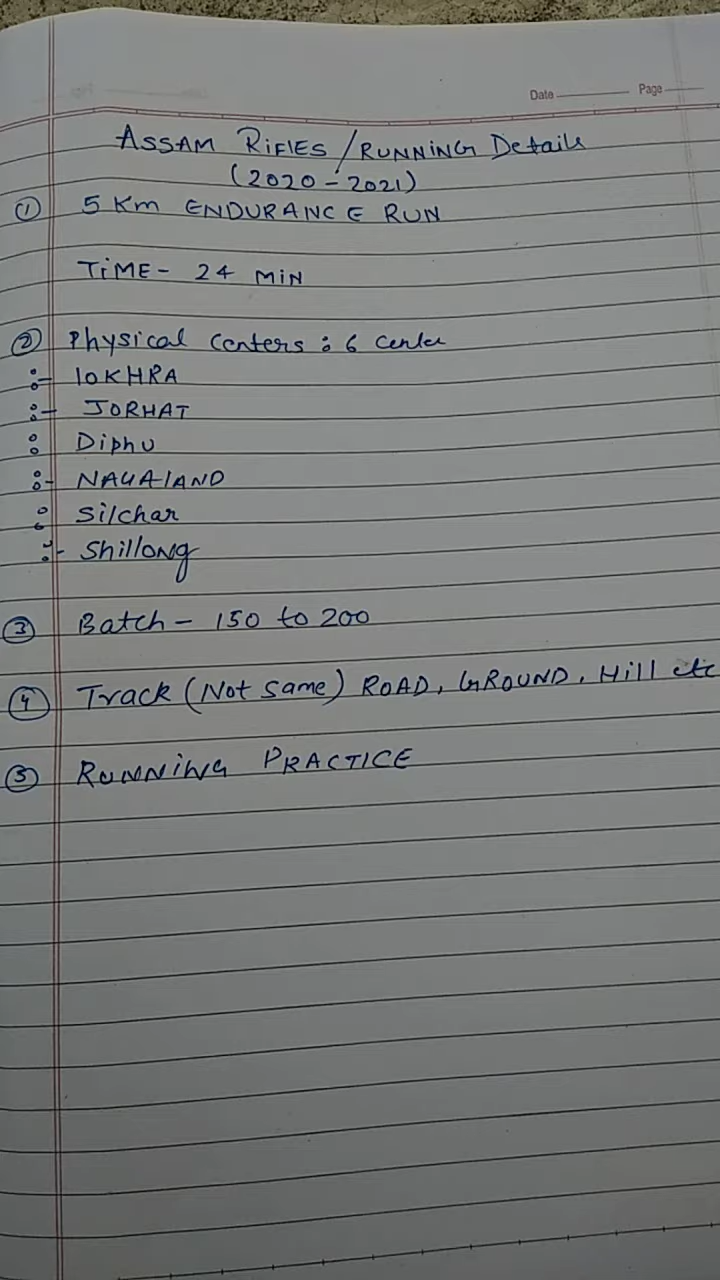 Date Page
ASSAM RIFIES / RUNNING Details
(2020-2021)
① 5 Km ENDURANCE RUN
TiME- 24 MiN
② Physical Centers : 6 Center
:- lOKHRA
:- JORHAT
: Diphu
:- NAGAlAND
: Silchar
:- Shillong
③ Batch - 150 to 200
④ Track (Not Same) ROAD, GROUND, Hill etc
⑤ RUNNiNG PRACTICE